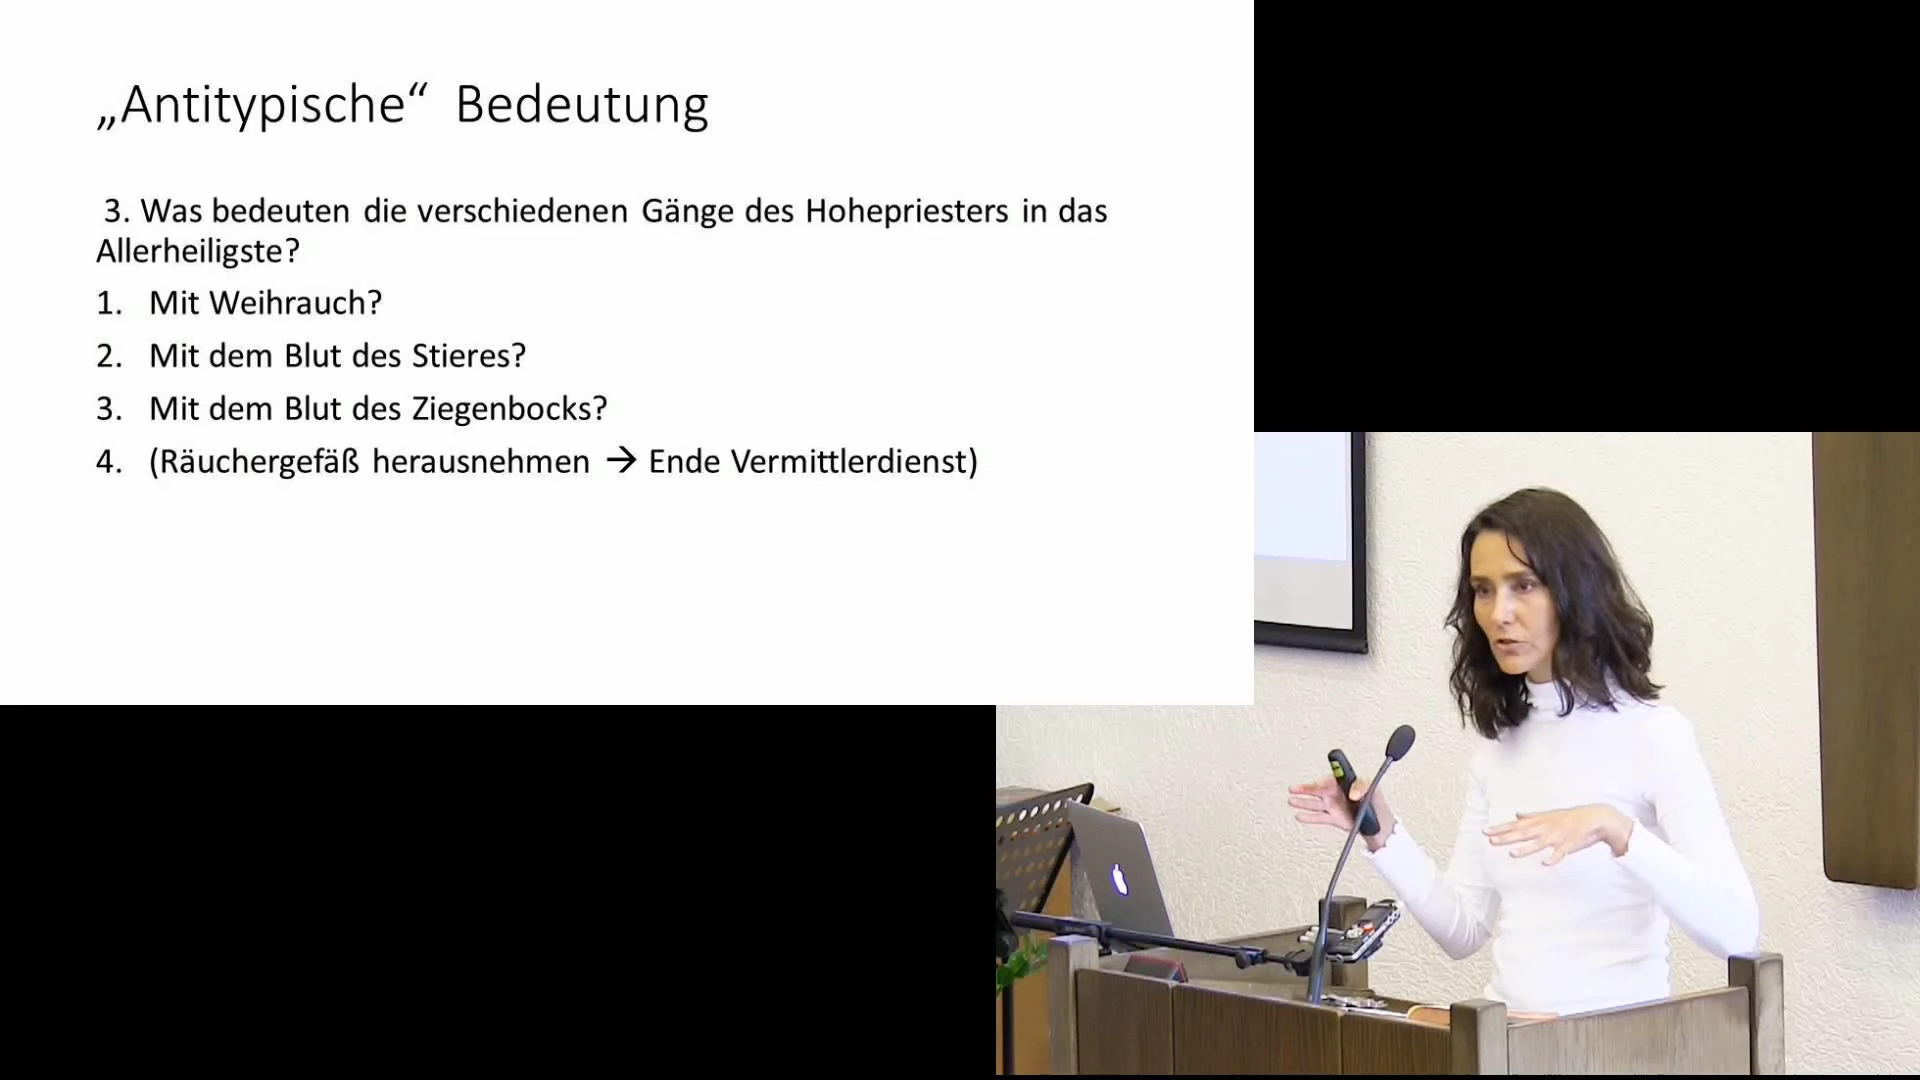 „Antitypische“ Bedeutung
3. Was bedeuten die verschiedenen Gänge des Hohepriesters in das
Allerheiligste?
1. Mit Weihrauch?
2. Mit dem Blut des Stieres?
3. Mit dem Blut des Ziegenbocks?
4. (Räuchergefäß herausnehmen → Ende Vermittlerdienst)